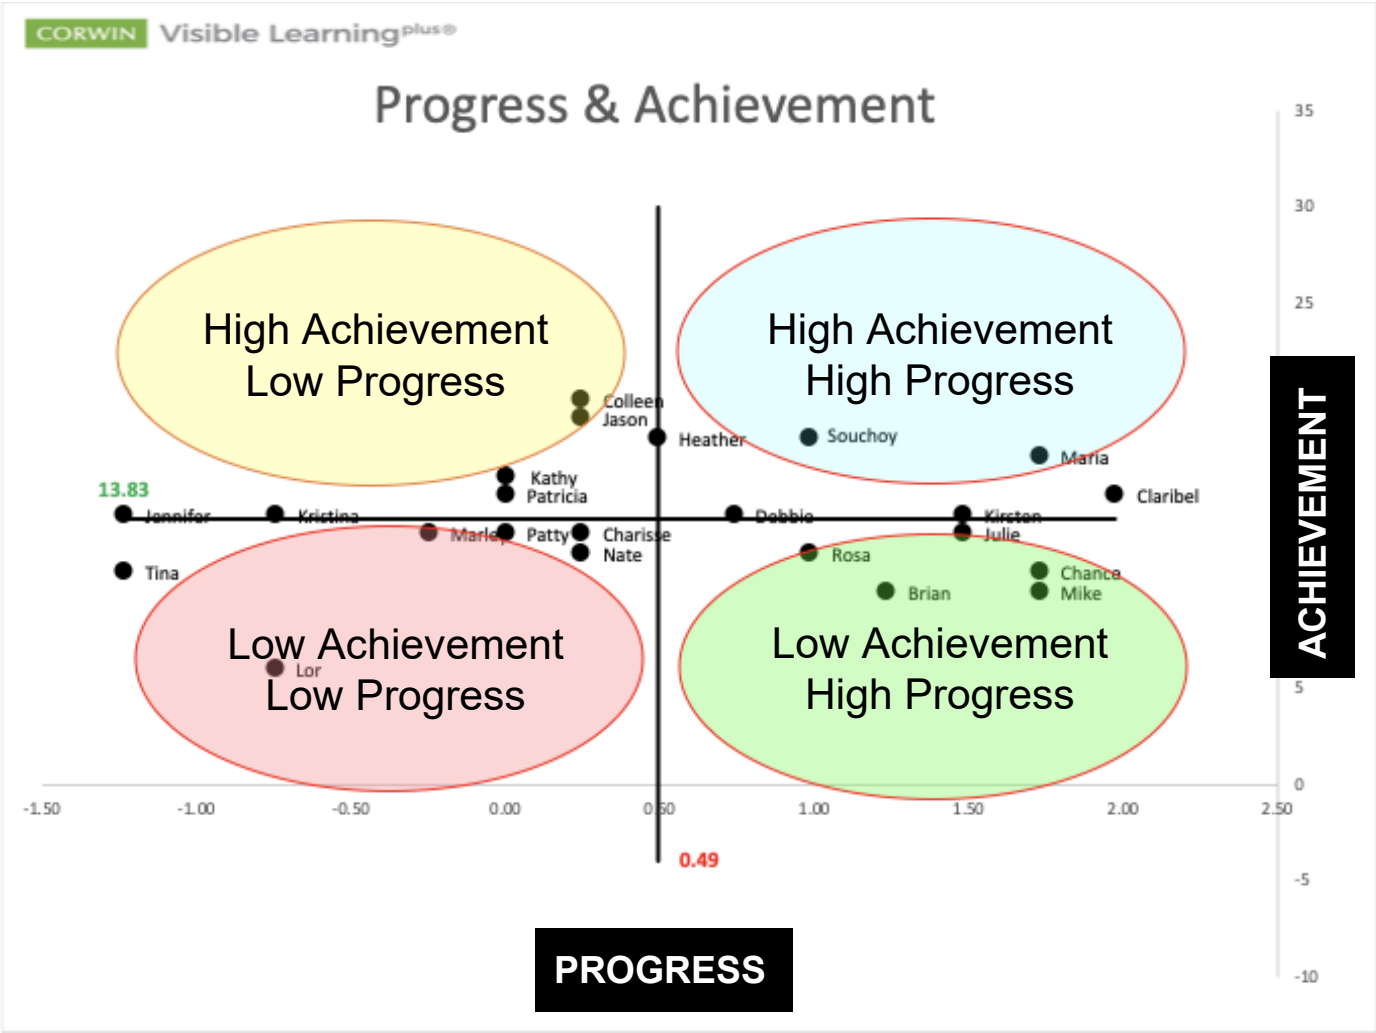 CORWIN Visible Learningplus®
Progress & Achievement
35
30
25
High Achievement
Low Progress
High Achievement
High Progress
Colleen
Jason
Heather
Souchoy
Maria
Kathy
Patricia
Claribel
13.83
Jennifer
Kristina
Debbie
Kirsten
Marley
Patty
Charisse
Julie
Nate
Rosa
Tina
Chance
Brian
Mike
ACHIEVEMENT
Low Achievement
Low Progress
Lor
Low Achievement
High Progress
5
0
-1.50 -1.00 -0.50 0.00 0.50 1.00 1.50 2.00 2.50
0.49
-5
PROGRESS
-10